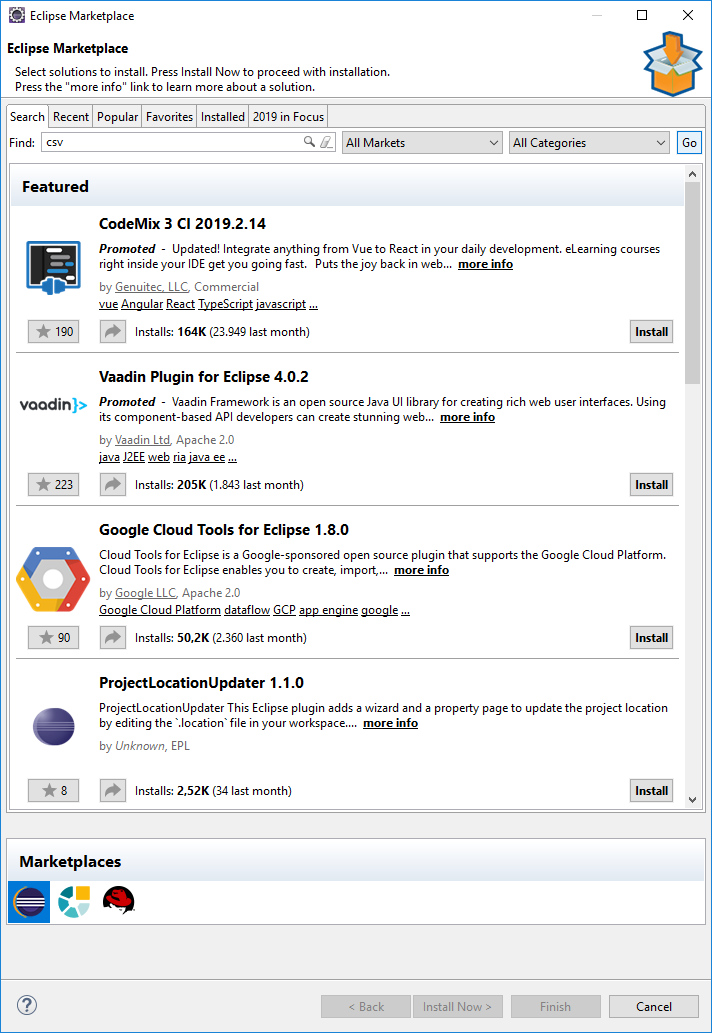 Eclipse Marketplace
Eclipse Marketplace
Select solutions to install. Press Install Now to proceed with installation.
Press the "more info" link to learn more about a solution.
Search Recent Popular Favorites Installed 2019 in Focus
Find: csv All Markets All Categories Go
Featured
CodeMix 3 CI 2019.2.14
Promoted - Updated! Integrate anything from Vue to React in your daily development. eLearning courses
right inside your IDE get you going fast. Puts the joy back in web... more info
by Genuitec, LLC, Commercial
vue Angular React TypeScript javascript ...
190 Installs: 164K (23.949 last month) Install
Vaadin Plugin for Eclipse 4.0.2
vaadin}>
Promoted - Vaadin Framework is an open source Java UI library for creating rich web user interfaces. Using
its component-based API developers can create stunning web... more info
by Vaadin Ltd, Apache 2.0
java J2EE web ria java ee ...
223 Installs: 205K (1.843 last month) Install
Google Cloud Tools for Eclipse 1.8.0
Cloud Tools for Eclipse is a Google-sponsored open source plugin that supports the Google Cloud Platform.
Cloud Tools for Eclipse enables you to create, import,... more info
by Google LLC, Apache 2.0
Google Cloud Platform dataflow GCP app engine google ...
90 Installs: 50,2K (2.360 last month) Install
ProjectLocationUpdater 1.1.0
ProjectLocationUpdater This Eclipse plugin adds a wizard and a property page to update the project location
by editing the `.location` file in your workspace.... more info
by Unknown, EPL
8 Installs: 2,52K (34 last month) Install
Marketplaces
? < Back Install Now > Finish Cancel